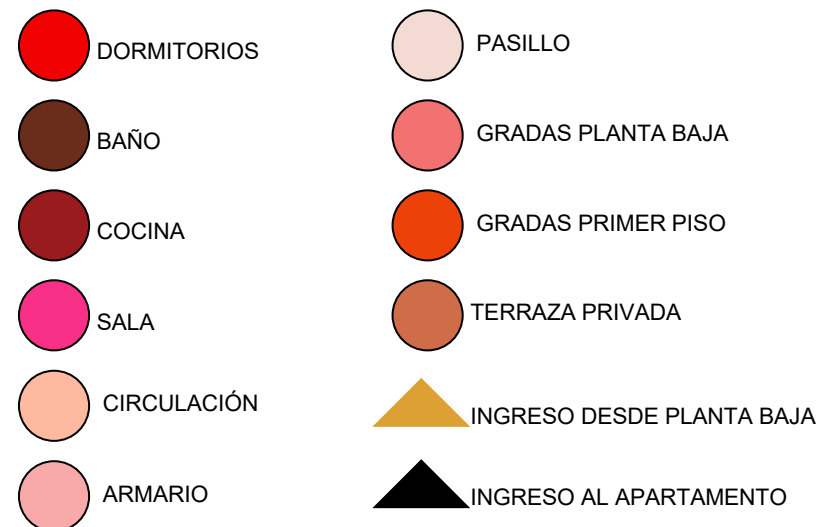 DORMITORIOS
BAÑO
COCINA
SALA
CIRCULACIÓN
ARMARIO
PASILLO
GRADAS PLANTA BAJA
GRADAS PRIMER PISO
TERRAZA PRIVADA
INGRESO DESDE PLANTA BAJA
INGRESO AL APARTAMENTO